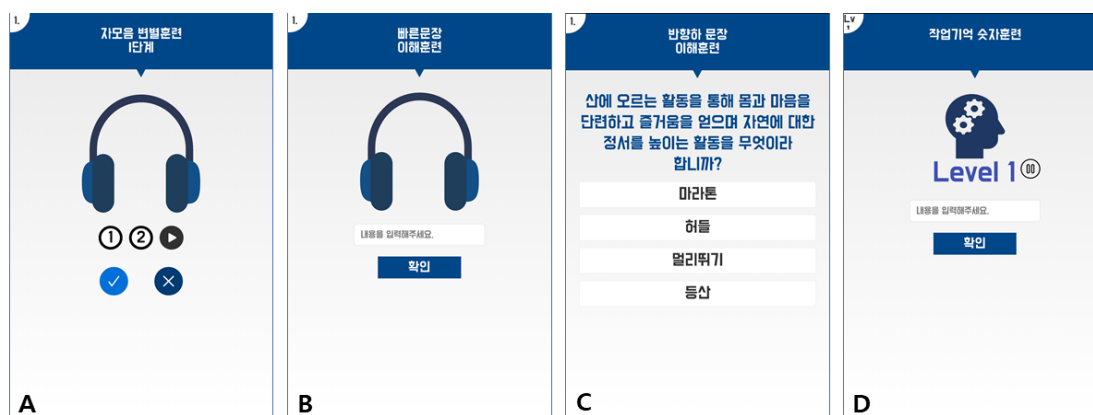 1.
자모음 변별훈련
1단계
①  ②
A
1.
빠른문장
이해훈련
내용을 입력해주세요.
확인
B
1.
반향하 문장
이해훈련
산에 오르는 활동을 통해 몸과 마음을
단련하고 즐거움을 얻으며 자연에 대한
정서를 높이는 활동을 무엇이라
합니까?
마라톤
허들
멀리뛰기
등산
C
Lv
1
작업기억 숫자훈련
Level 1
내용을 입력해주세요.
확인
D